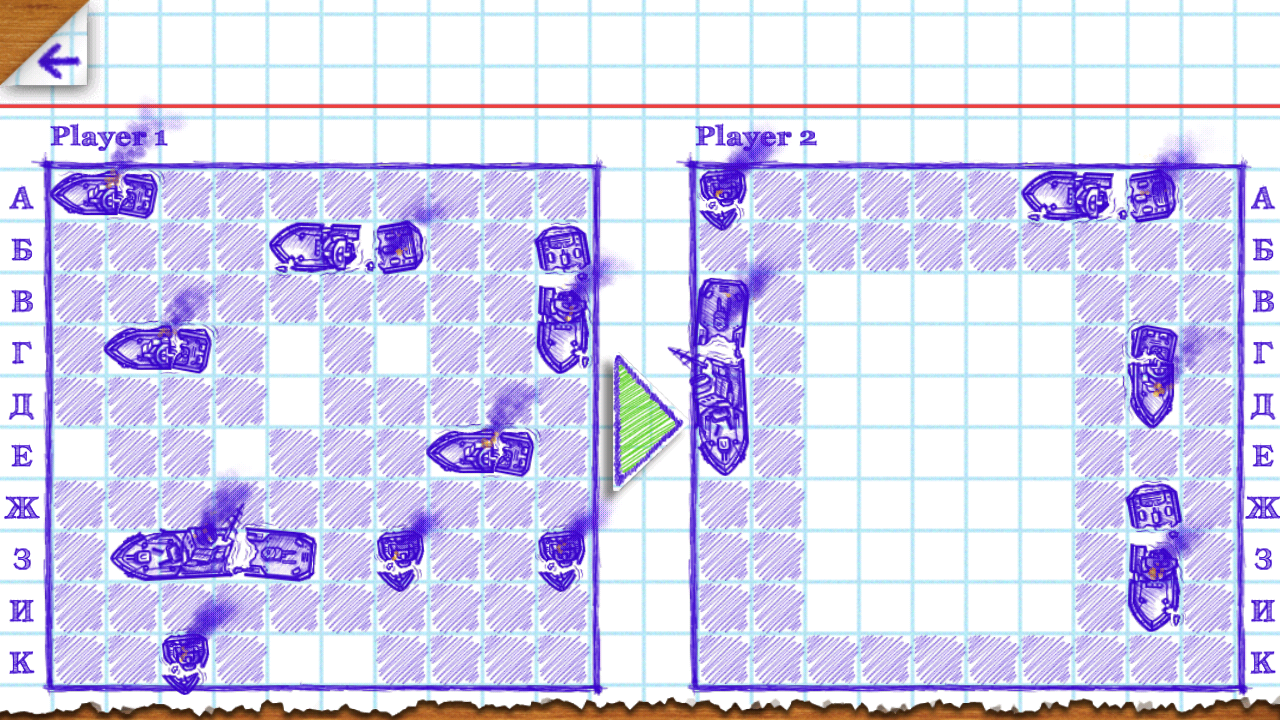 Player 1
Player 2
А
А
Б
Б
В
В
Г
Г
Д
Д
Е
Е
Ж
Ж
З
З
И
И
К
К